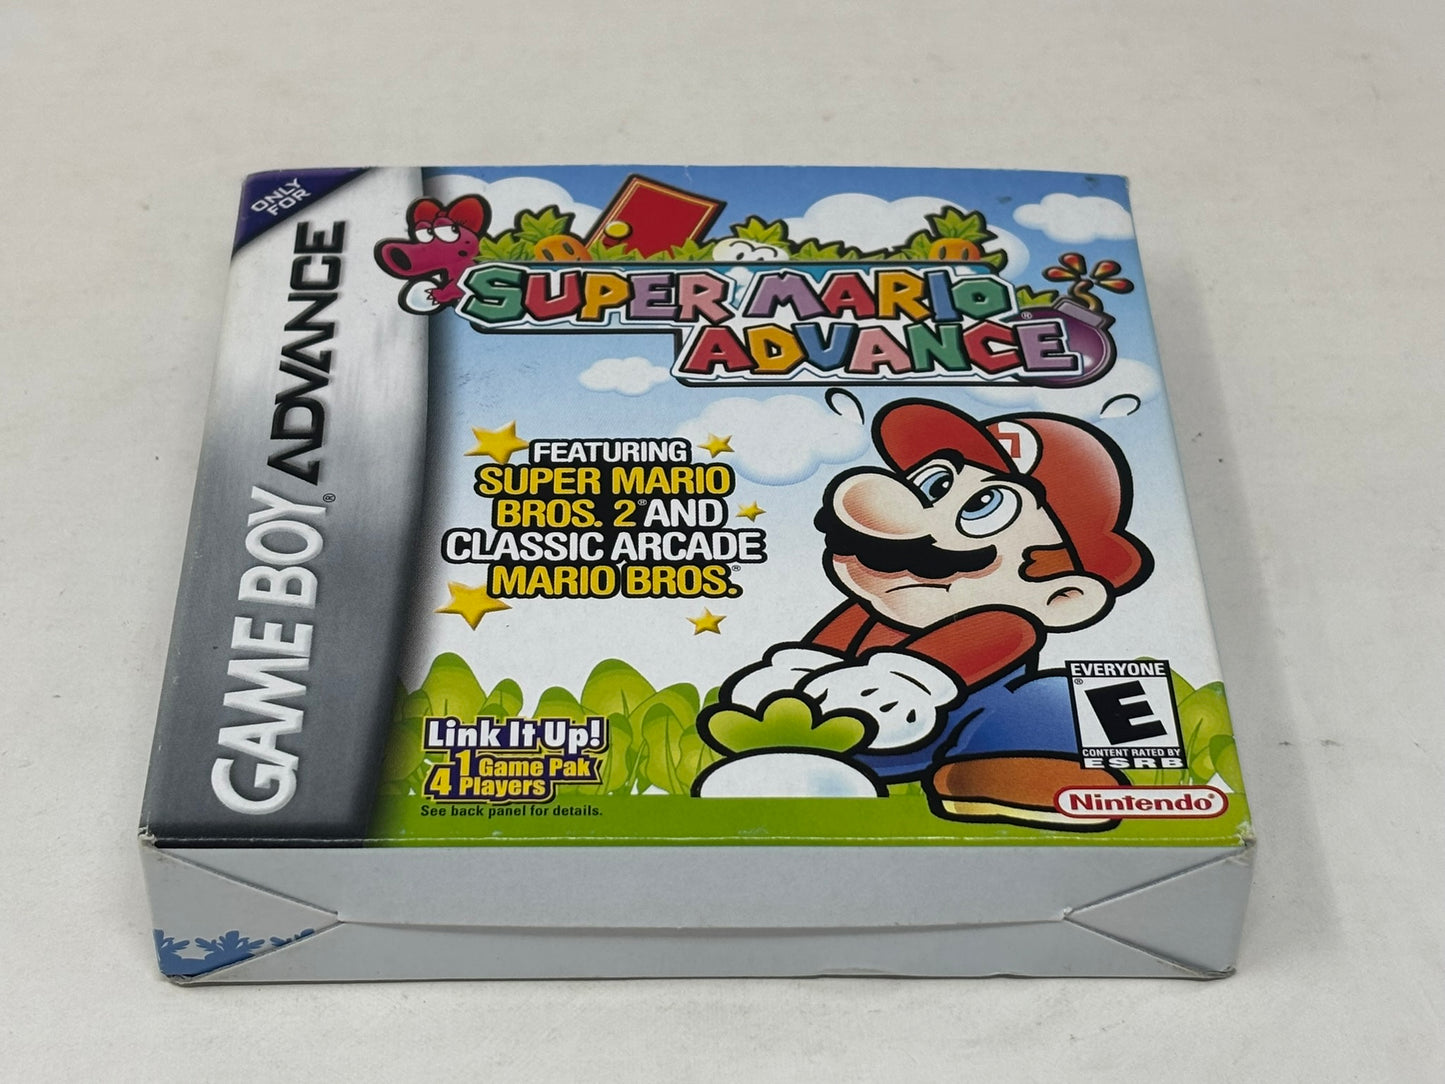 ONLY
FOR
GAME BOY ADVANCE®
SUPER MARIO
ADVANCE®
FEATURING
SUPER MARIO
BROS. 2® AND
CLASSIC ARCADE
MARIO BROS.®
Link It Up!
1 Game Pak
4 Players
See back panel for details.
EVERYONE
E
®
CONTENT RATED BY
ESRB
Nintendo®